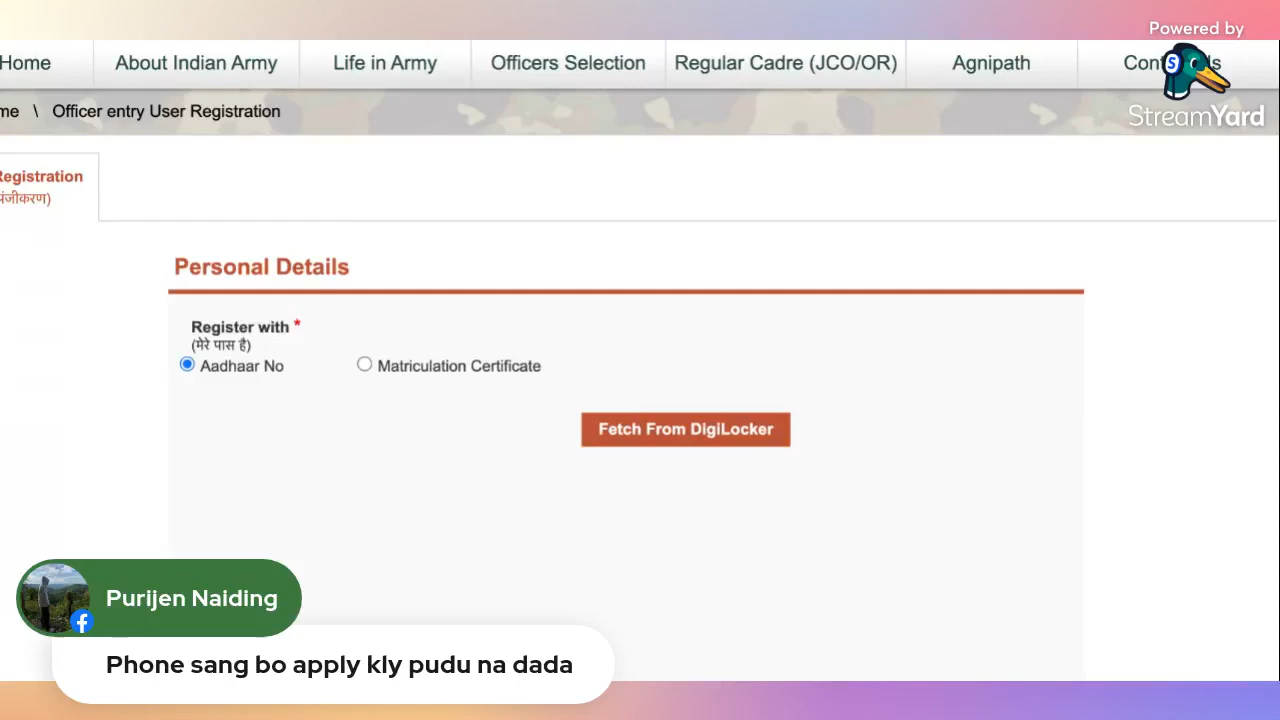 Powered by
Home About Indian Army Life in Army Officers Selection Regular Cadre (JCO/OR) Agnipath
StreamYard
me \ Officer entry User Registration
Registration
पंजीकरण)
Personal Details
Register with *
(मेरे पास है)
Aadhaar No Matriculation Certificate
Fetch From DigiLocker
Purijen Naiding
Phone sang bo apply kly pudu na dada